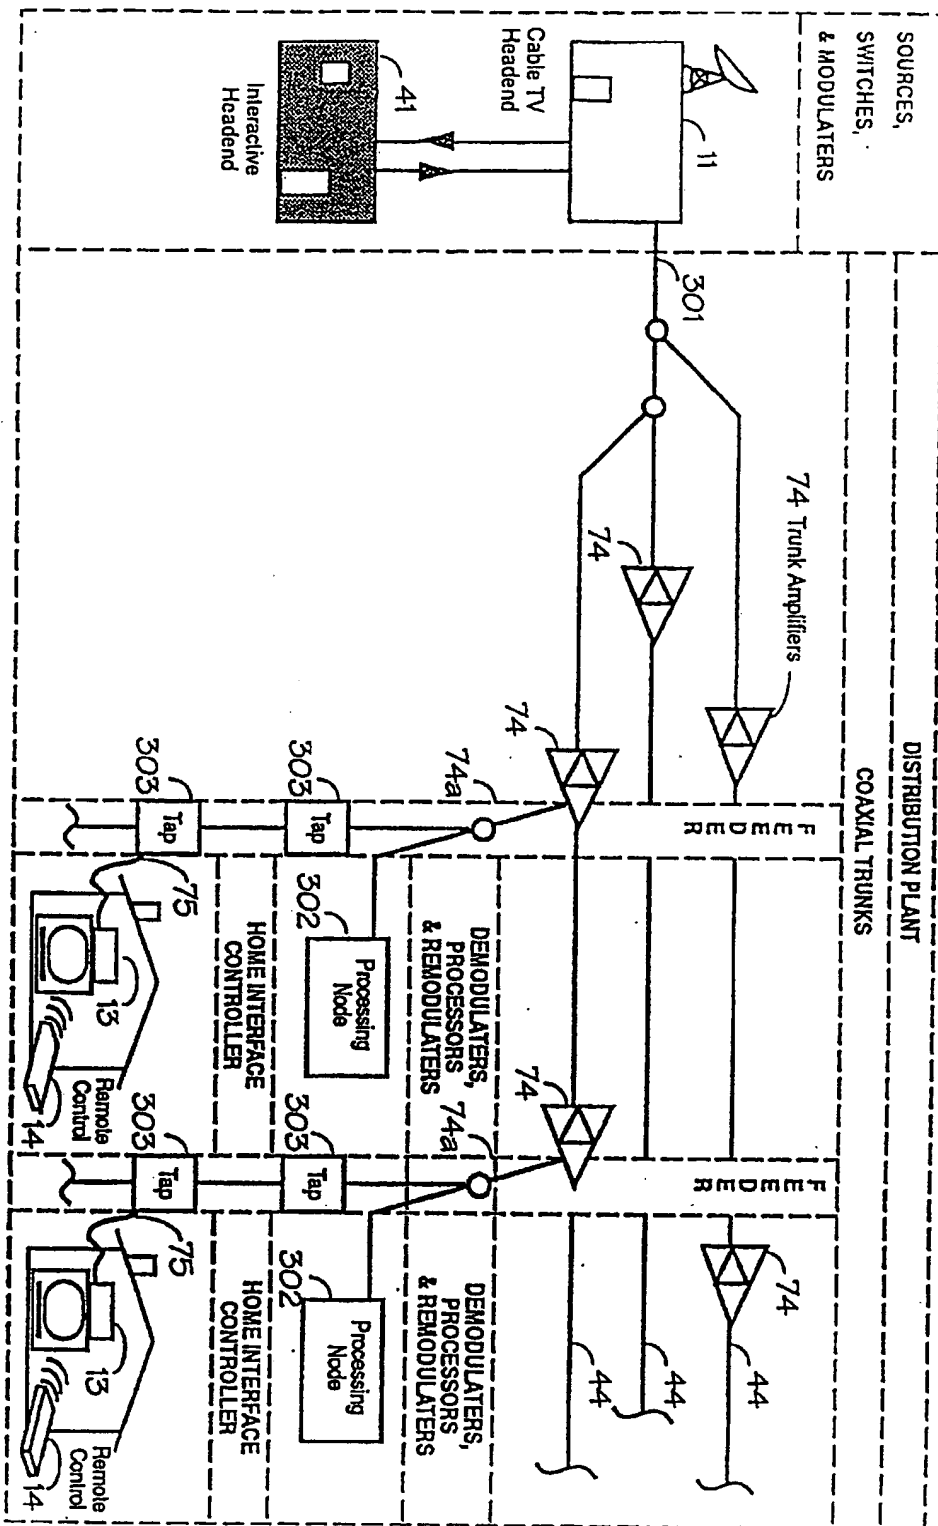 SOURCES,
SWITCHES,
& MODULATERS
DISTRIBUTION PLANT
COAXIAL TRUNKS
11
Cable TV
Headend
41
Interactive
Headend
301
74 Trunk Amplifiers
74
74
74
74
44
44
44
FEEDER
FEEDER
74a
74a
DEMODULATERS,
PROCESSORS
& REMODULATERS
DEMODULATERS,
PROCESSORS
& REMODULATERS
303
Tap
302
Processing
Node
303
Tap
302
Processing
Node
HOME INTERFACE
CONTROLLER
HOME INTERFACE
CONTROLLER
303
Tap
75
13
Remote
Control
14
303
Tap
75
13
Remote
Control
14